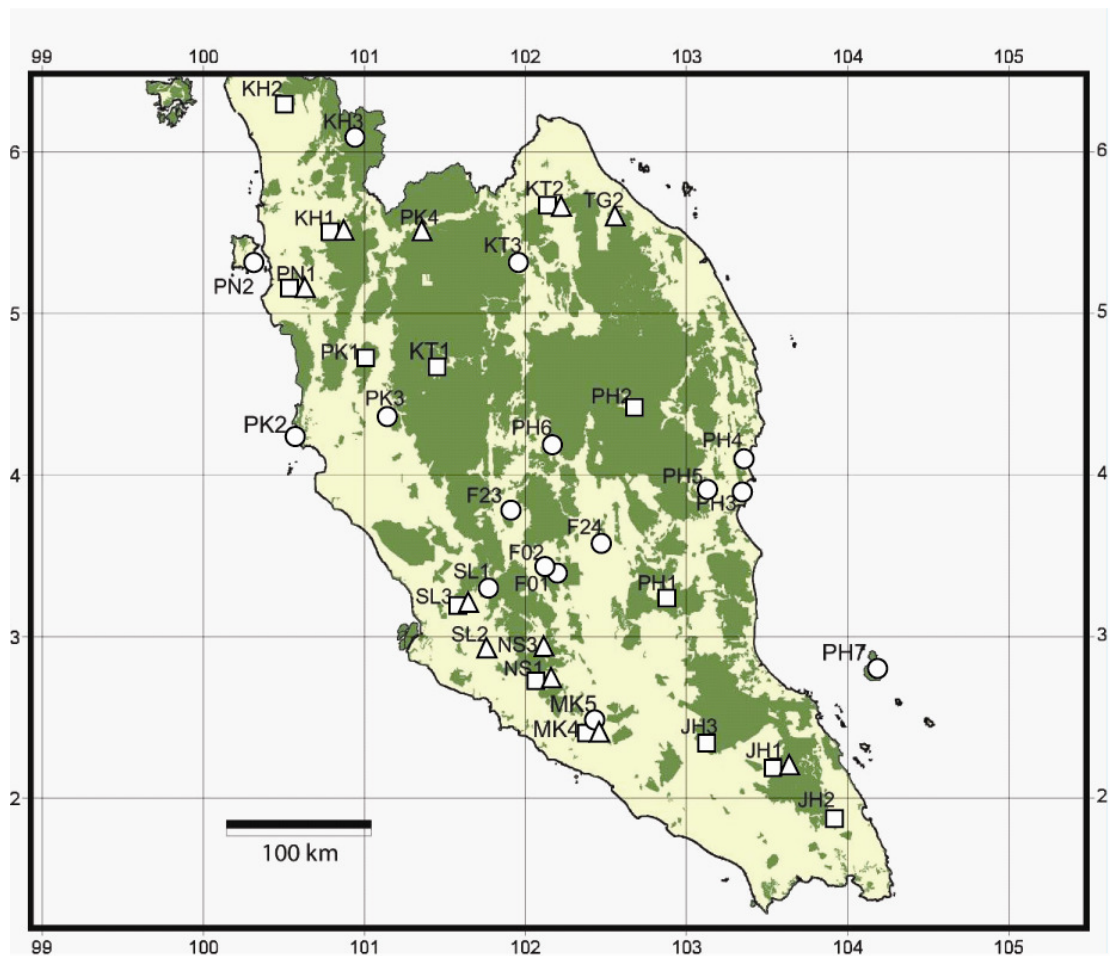 99 100 101 102 103 104 105
KH2
KH3
6 6
KT2
TG2
KH1
PK4
KT3
PN1
PN2
5 5
PK1
KT1
PK3
PH2
PK2
PH6
PH4
4 4
PH5
PH3
F23
F24
F02
SL1
F01
PH1
SL3
3 3
SL2
NS3
PH7
NS1
MK5
MK4
JH3
JH1
2 2
JH2
100 km
99 100 101 102 103 104 105